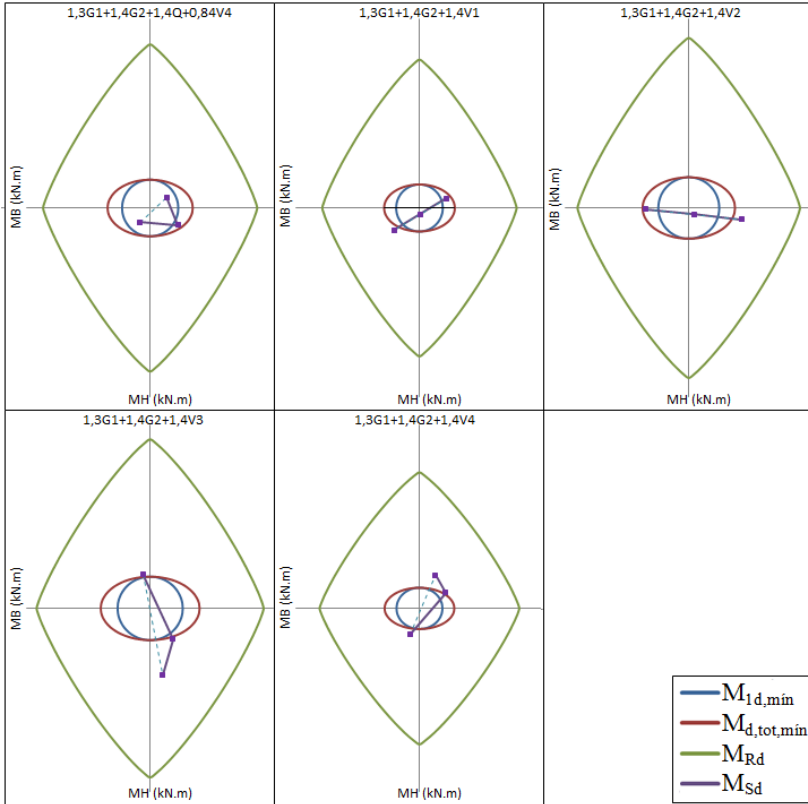 1,3G1+1,4G2+1,4Q+0,84V4
MB (kN.m)
MH (kN.m)
1,3G1+1,4G2+1,4V1
MB (kN.m)
MH (kN.m)
1,3G1+1,4G2+1,4V2
MB (kN.m)
MH (kN.m)
1,3G1+1,4G2+1,4V3
MB (kN.m)
MH (kN.m)
1,3G1+1,4G2+1,4V4
MB (kN.m)
MH (kN.m)
M1d,mín
Md,tot,mín
MRd
MSd